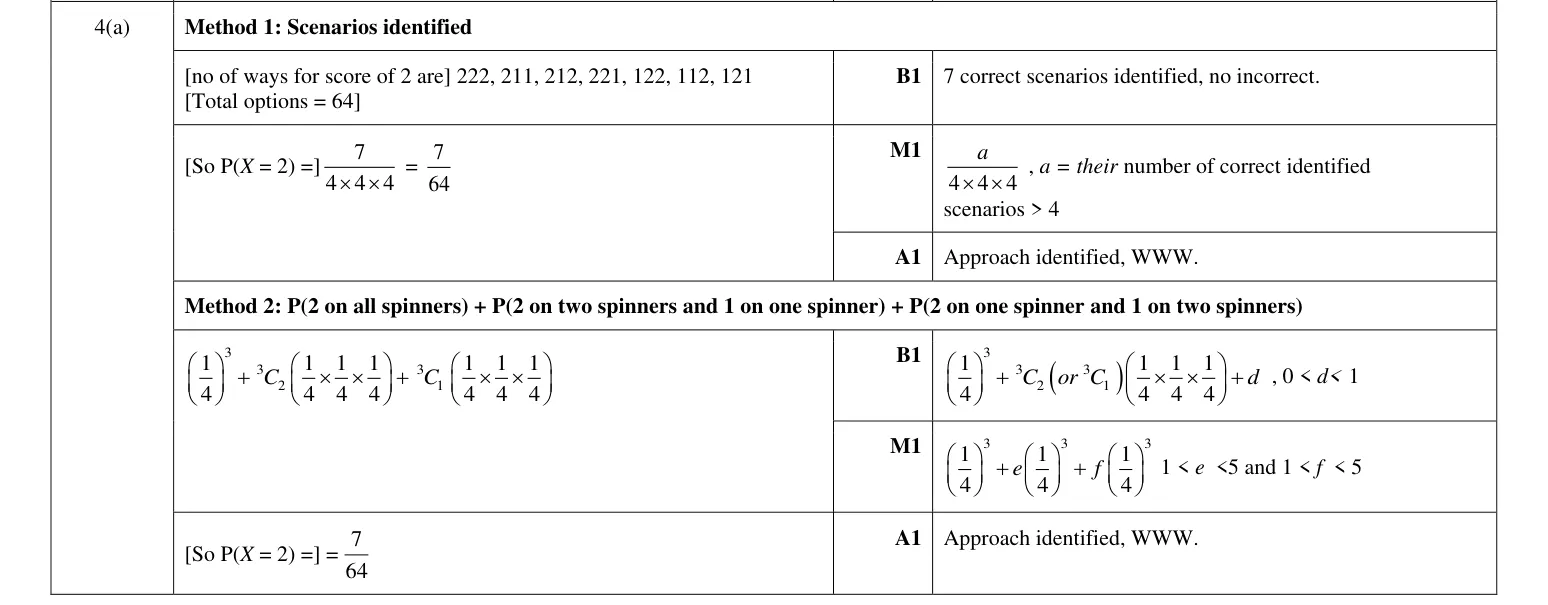 4(a)
Method 1: Scenarios identified
[no of ways for score of 2 are] 222, 211, 212, 221, 122, 112, 121
[Total options = 64]
B1
7 correct scenarios identified, no incorrect.
[So P(X = 2) =] 7/(4×4×4) = 7/64
M1
a/(4×4×4) , a = their number of correct identified
scenarios > 4
A1
Approach identified, WWW.
Method 2: P(2 on all spinners) + P(2 on two spinners and 1 on one spinner) + P(2 on one spinner and 1 on two spinners)
(1/4)³ + ³C₂(1/4 × 1/4 × 1/4) + ³C₁(1/4 × 1/4 × 1/4)
B1
(1/4)³ + ³C₂(or ³C₁)(1/4 × 1/4 × 1/4) + d , 0 < d < 1
M1
(1/4)³ + e(1/4)³ + f(1/4)³ 1 < e <5 and 1 < f < 5
[So P(X = 2) =] = 7/64
A1
Approach identified, WWW.